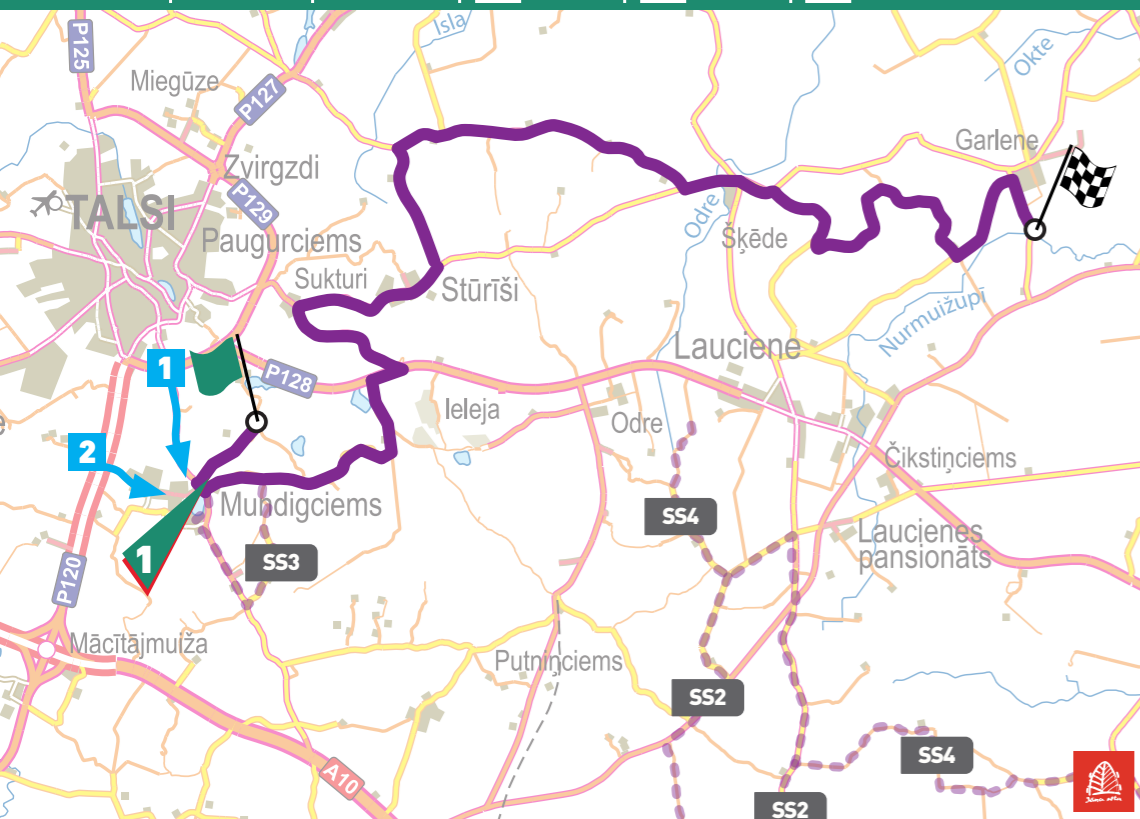 Isla
P125
Okte
Miegūze
P127
Garlene
Zvirgzdi
P129
TALSI
Odre
Paugurciems
Šķēde
Sukturi
Stūrīši
Nurmuižupī
Lauciene
1
P128
Ieleja
Odre
2
Čikstiņciems
Mundigciems
SS4
Laucienes
pansionāts
1
SS3
P120
Mācītājmuiža
Putniņciems
SS2
SS4
A10
SS2